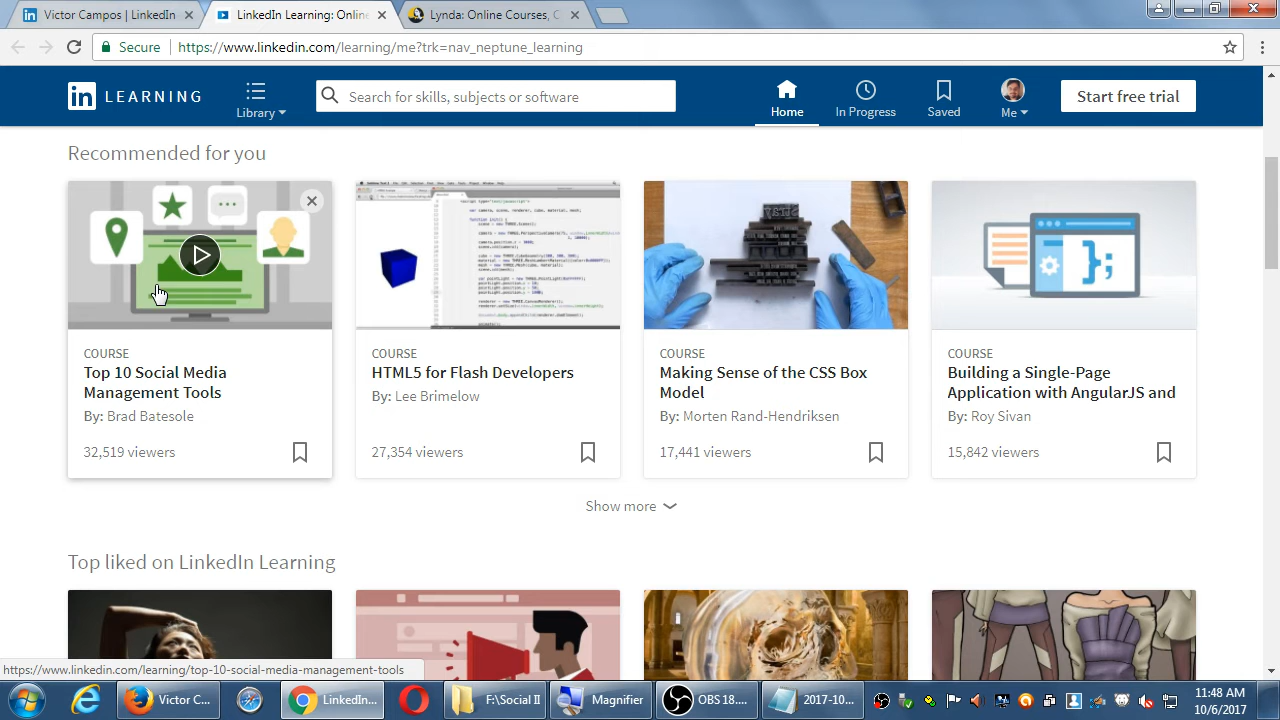 Victor Campos | LinkedIn
LinkedIn Learning: Online
Lynda: Online Courses, C
Secure
https://www.linkedin.com/learning/me?trk=nav_neptune_learning
in LEARNING
Library
Search for skills, subjects or software
Home
In Progress
Saved
Me
Start free trial
Recommended for you
COURSE
Top 10 Social Media
Management Tools
By: Brad Batesole
32,519 viewers
COURSE
HTML5 for Flash Developers
By: Lee Brimelow
27,354 viewers
COURSE
Making Sense of the CSS Box
Model
By: Morten Rand-Hendriksen
17,441 viewers
COURSE
Building a Single-Page
Application with AngularJS and
By: Roy Sivan
15,842 viewers
Show more
Top liked on LinkedIn Learning
https://www.linkedin.com/learning/top-10-social-media-management-tools
Victor C...
LinkedIn...
F:\Social II
Magnifier
OBS 18....
2017-10...
11:48 AM
10/6/2017